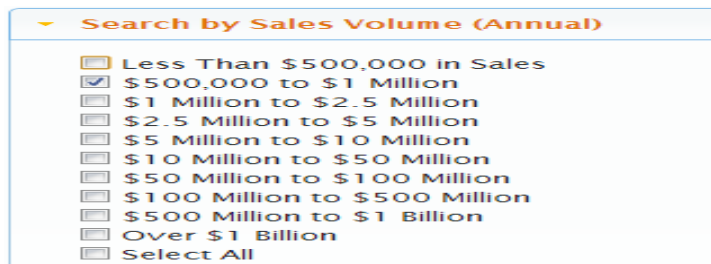 Search by Sales Volume (Annual)
Less Than $500,000 in Sales
$500,000 to $1 Million
$1 Million to $2.5 Million
$2.5 Million to $5 Million
$5 Million to $10 Million
$10 Million to $50 Million
$50 Million to $100 Million
$100 Million to $500 Million
$500 Million to $1 Billion
Over $1 Billion
Select All